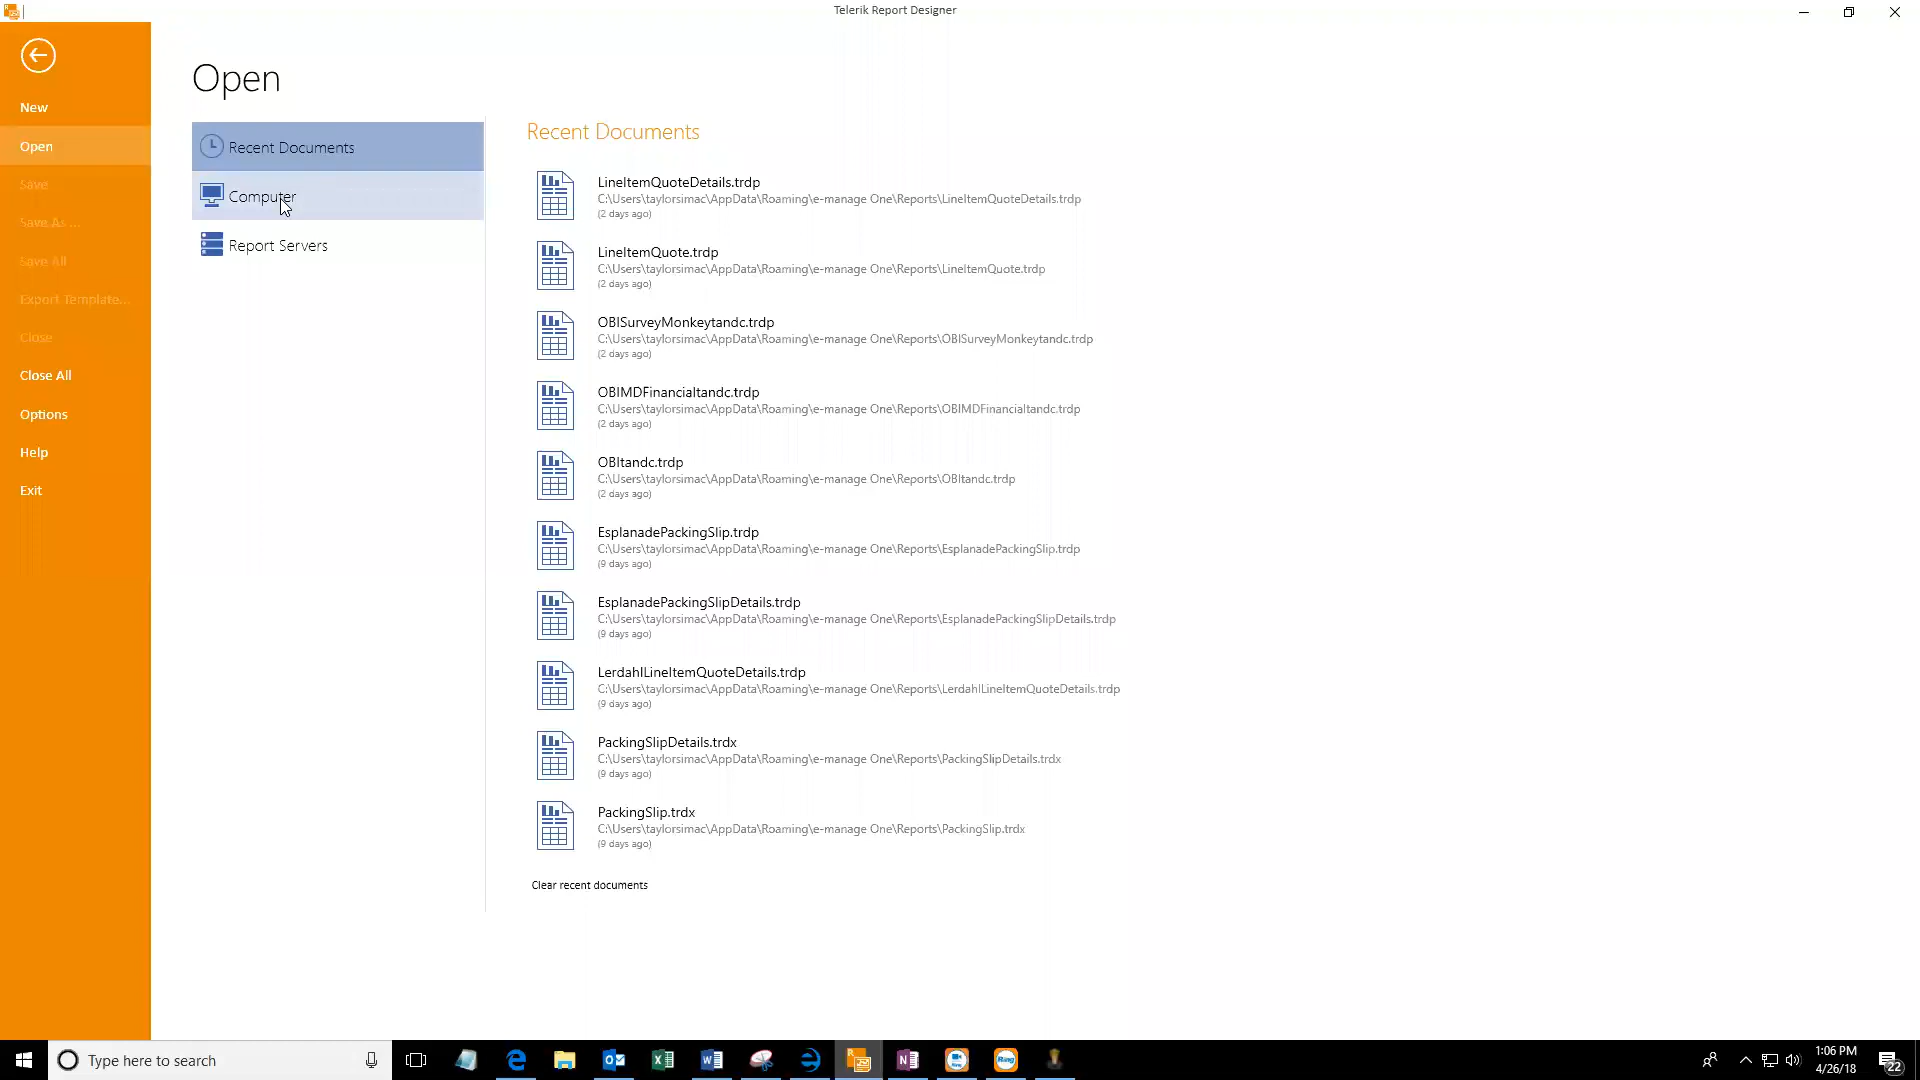 Telerik Report Designer
Open
New
Open
Save
Save As ...
Save All
Export Template...
Close
Close All
Options
Help
Exit
Recent Documents
Computer
Report Servers
Recent Documents
LineItemQuoteDetails.trdp
C:\Users\taylorsimac\AppData\Roaming\e-manage One\Reports\LineItemQuoteDetails.trdp
(2 days ago)
LineItemQuote.trdp
C:\Users\taylorsimac\AppData\Roaming\e-manage One\Reports\LineItemQuote.trdp
(2 days ago)
OBISurveyMonkeytandc.trdp
C:\Users\taylorsimac\AppData\Roaming\e-manage One\Reports\OBISurveyMonkeytandc.trdp
(2 days ago)
OBIMDFinancialtandc.trdp
C:\Users\taylorsimac\AppData\Roaming\e-manage One\Reports\OBIMDFinancialtandc.trdp
(2 days ago)
OBItandc.trdp
C:\Users\taylorsimac\AppData\Roaming\e-manage One\Reports\OBItandc.trdp
(2 days ago)
EsplanadePackingSlip.trdp
C:\Users\taylorsimac\AppData\Roaming\e-manage One\Reports\EsplanadePackingSlip.trdp
(9 days ago)
EsplanadePackingSlipDetails.trdp
C:\Users\taylorsimac\AppData\Roaming\e-manage One\Reports\EsplanadePackingSlipDetails.trdp
(9 days ago)
LerdahlLineItemQuoteDetails.trdp
C:\Users\taylorsimac\AppData\Roaming\e-manage One\Reports\LerdahlLineItemQuoteDetails.trdp
(9 days ago)
PackingSlipDetails.trdx
C:\Users\taylorsimac\AppData\Roaming\e-manage One\Reports\PackingSlipDetails.trdx
(9 days ago)
PackingSlip.trdx
C:\Users\taylorsimac\AppData\Roaming\e-manage One\Reports\PackingSlip.trdx
(9 days ago)
Clear recent documents
Type here to search
1:06 PM
4/26/18
22